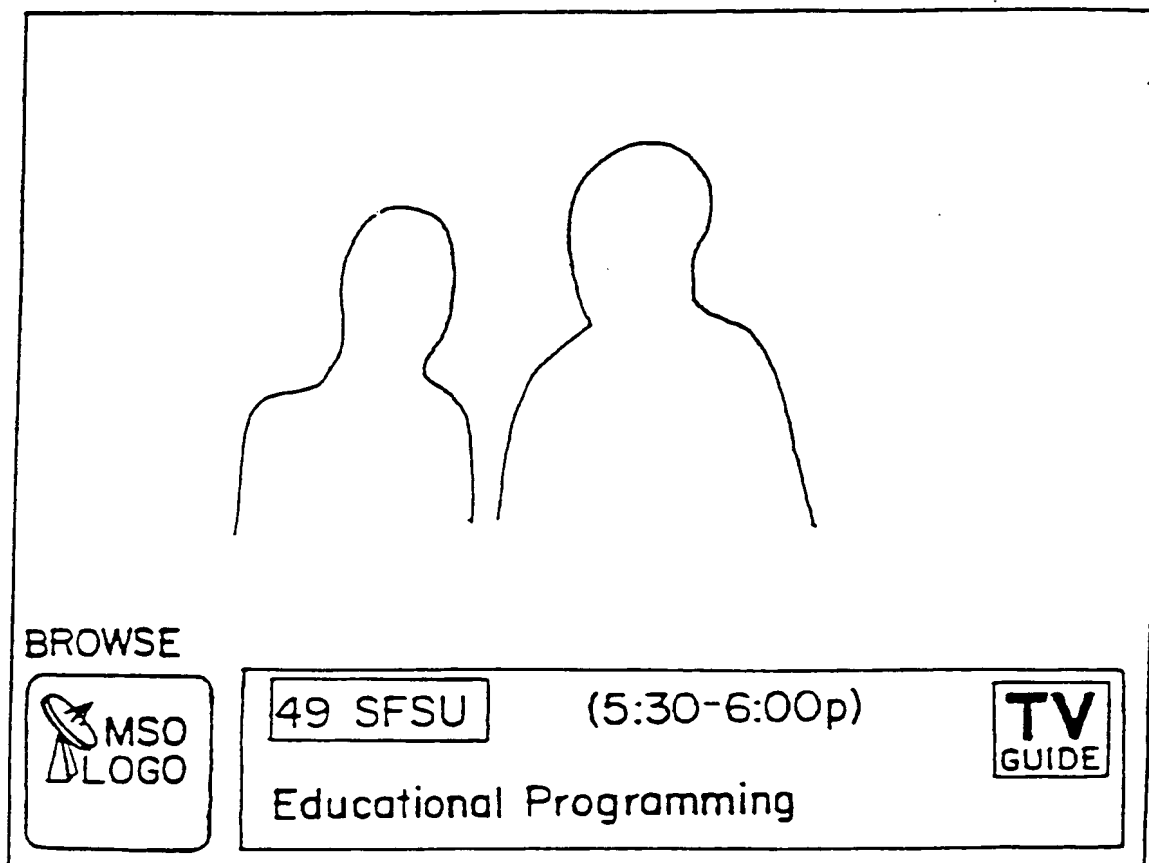 BROWSE
MSO
LOGO
49 SFSU (5:30-6:00p)
Educational Programming
TV
GUIDE